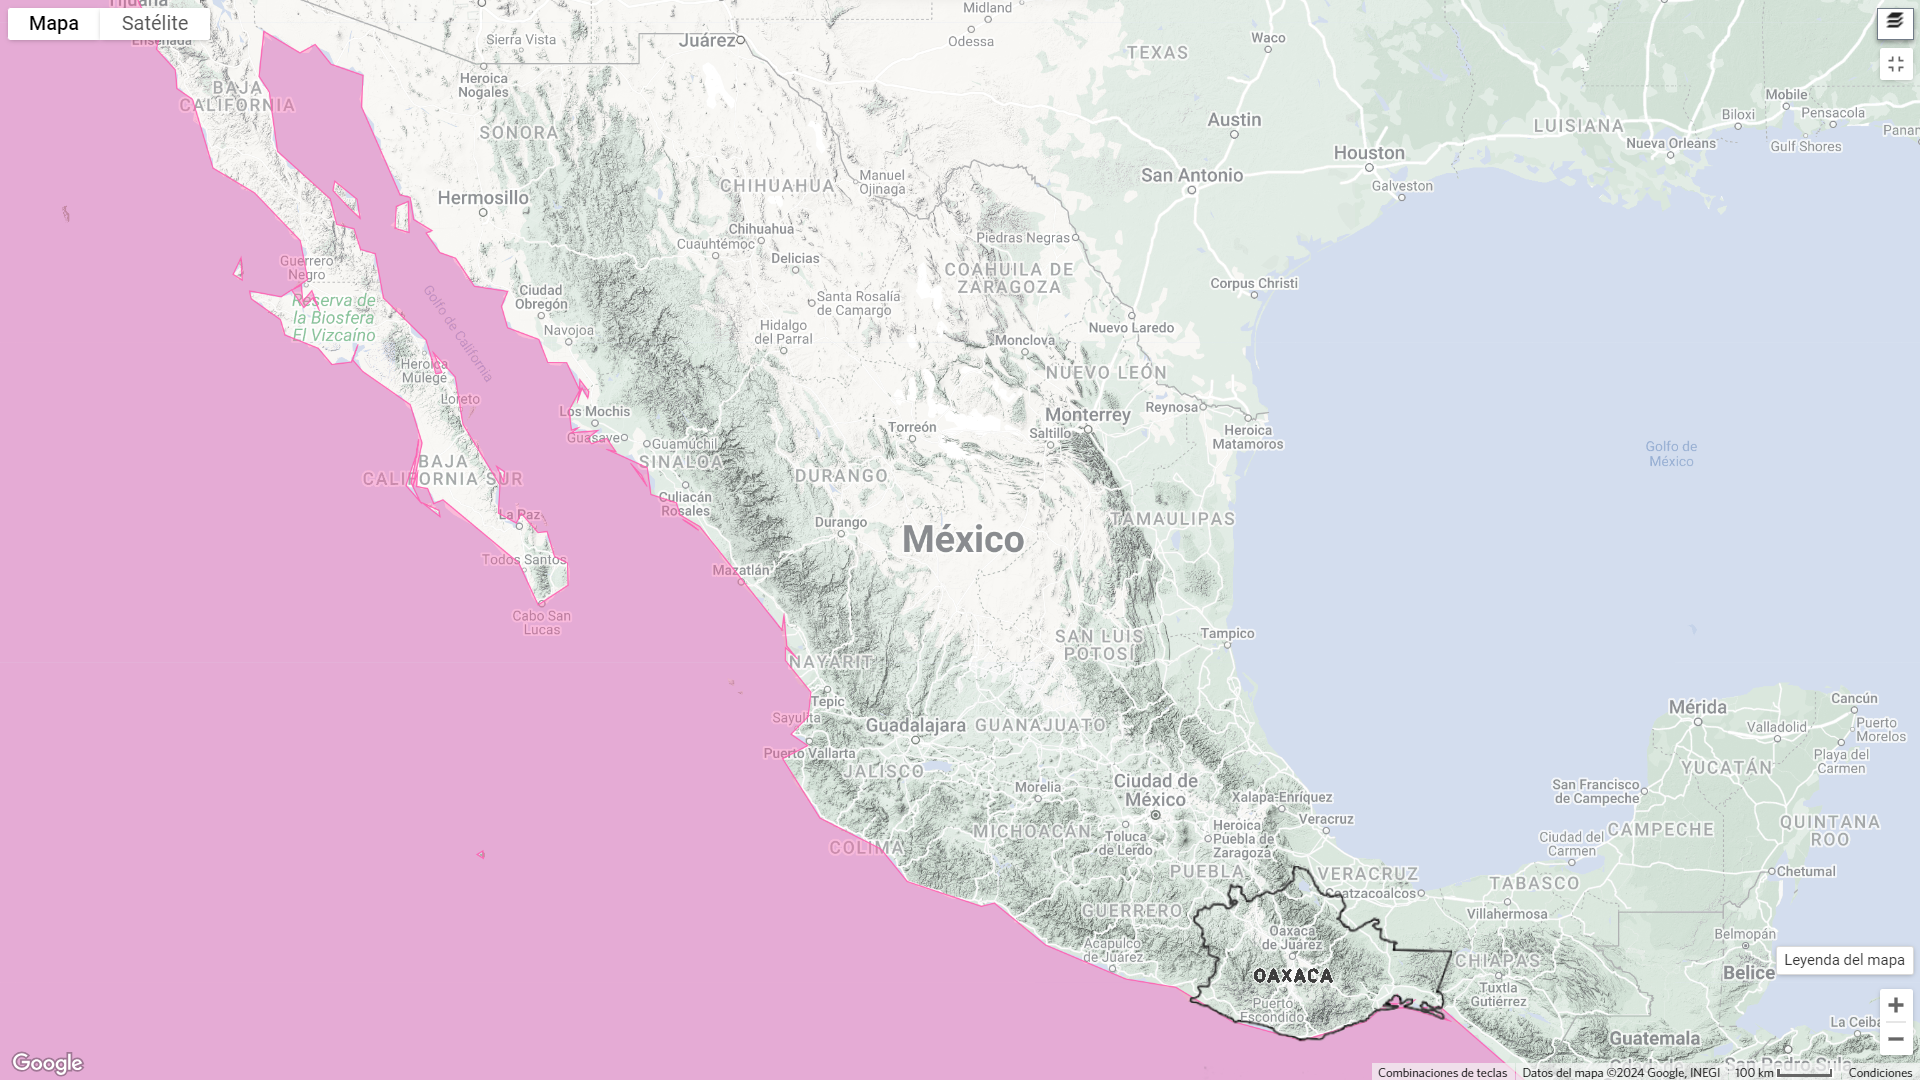 Tijuana
Mapa
Satélite
Ensenada
BAJA
CALIFORNIA
Sierra Vista
Juárez
Midland
Odessa
TEXAS
Waco
Heroica
Nogales
SONORA
Hermosillo
CHIHUAHUA
Manuel
Ojinaga
Chihuahua
Cuauhtémoc
Delicias
Austin
San Antonio
Houston
Galveston
LUISIANA
Nueva Orleans
Biloxi
Mobile
Pensacola
Gulf Shores
Panam
Guerrero
Negro
Reserva de
la Biosfera
El Vizcaíno
Golfo de California
Ciudad
Obregón
Navojoa
Santa Rosalía
de Camargo
Hidalgo
del Parral
Piedras Negras
COAHUILA DE
ZARAGOZA
Corpus Christi
Nuevo Laredo
Monclova
NUEVO LEÓN
Heroica
Mulegé
Loreto
Los Mochis
Guasave
Guamúchil
SINALOA
Torreón
Monterrey
Saltillo
Reynosa
Heroica
Matamoros
Golfo de
México
BAJA
CALIFORNIA SUR
DURANGO
Culiacán
Rosales
La Paz
Durango
México
TAMAULIPAS
Todos Santos
Mazatlán
Cabo San
Lucas
SAN LUIS
POTOSÍ
Tampico
NAYARIT
Tepic
Sayulita
Puerto Vallarta
Guadalajara
GUANAJUATO
JALISCO
Morelia
Ciudad de
México
Xalapa-Enríquez
Veracruz
COLIMA
MICHOACÁN
Toluca
de Lerdo
Heroica
Puebla de
Zaragoza
PUEBLA
VERACRUZ
Coatzacoalcos
Mérida
Valladolid
Cancún
Puerto
Morelos
Playa del
Carmen
YUCATÁN
San Francisco
de Campeche
Ciudad del
Carmen
CAMPECHE
QUINTANA
ROO
Chetumal
TABASCO
Villahermosa
GUERRERO
Acapulco
de Juárez
Oaxaca
de Juárez
OAXACA
Puerto
Escondido
CHIAPAS
Tuxtla
Gutiérrez
Belmopán
Belice
Leyenda del mapa
Guatemala
La Ceiba
San Pedro Sula
Google
Combinaciones de teclas
Datos del mapa ©2024 Google, INEGI
100 km
Condiciones